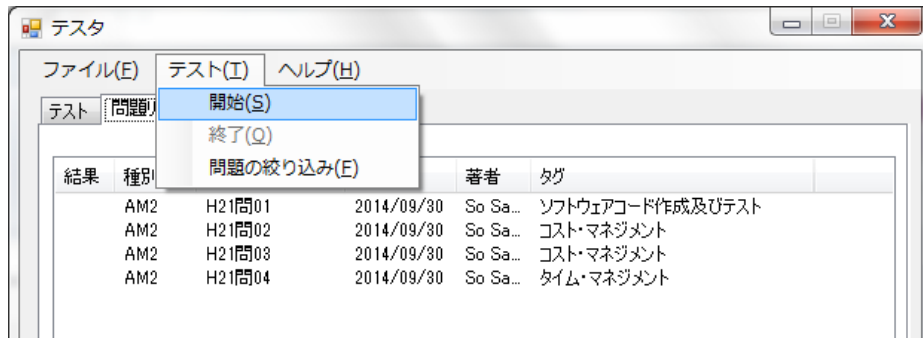 テスタ
ファイル(F) テスト(T) ヘルプ(H)
開始(S)
テスト 問題
終了(Q)
問題の絞り込み(F)
結果 種別 著者 タグ
AM2 H21問01 2014/09/30 So Sa... ソフトウェアコード作成及びテスト
AM2 H21問02 2014/09/30 So Sa... コスト・マネジメント
AM2 H21問03 2014/09/30 So Sa... コスト・マネジメント
AM2 H21問04 2014/09/30 So Sa... タイム・マネジメント